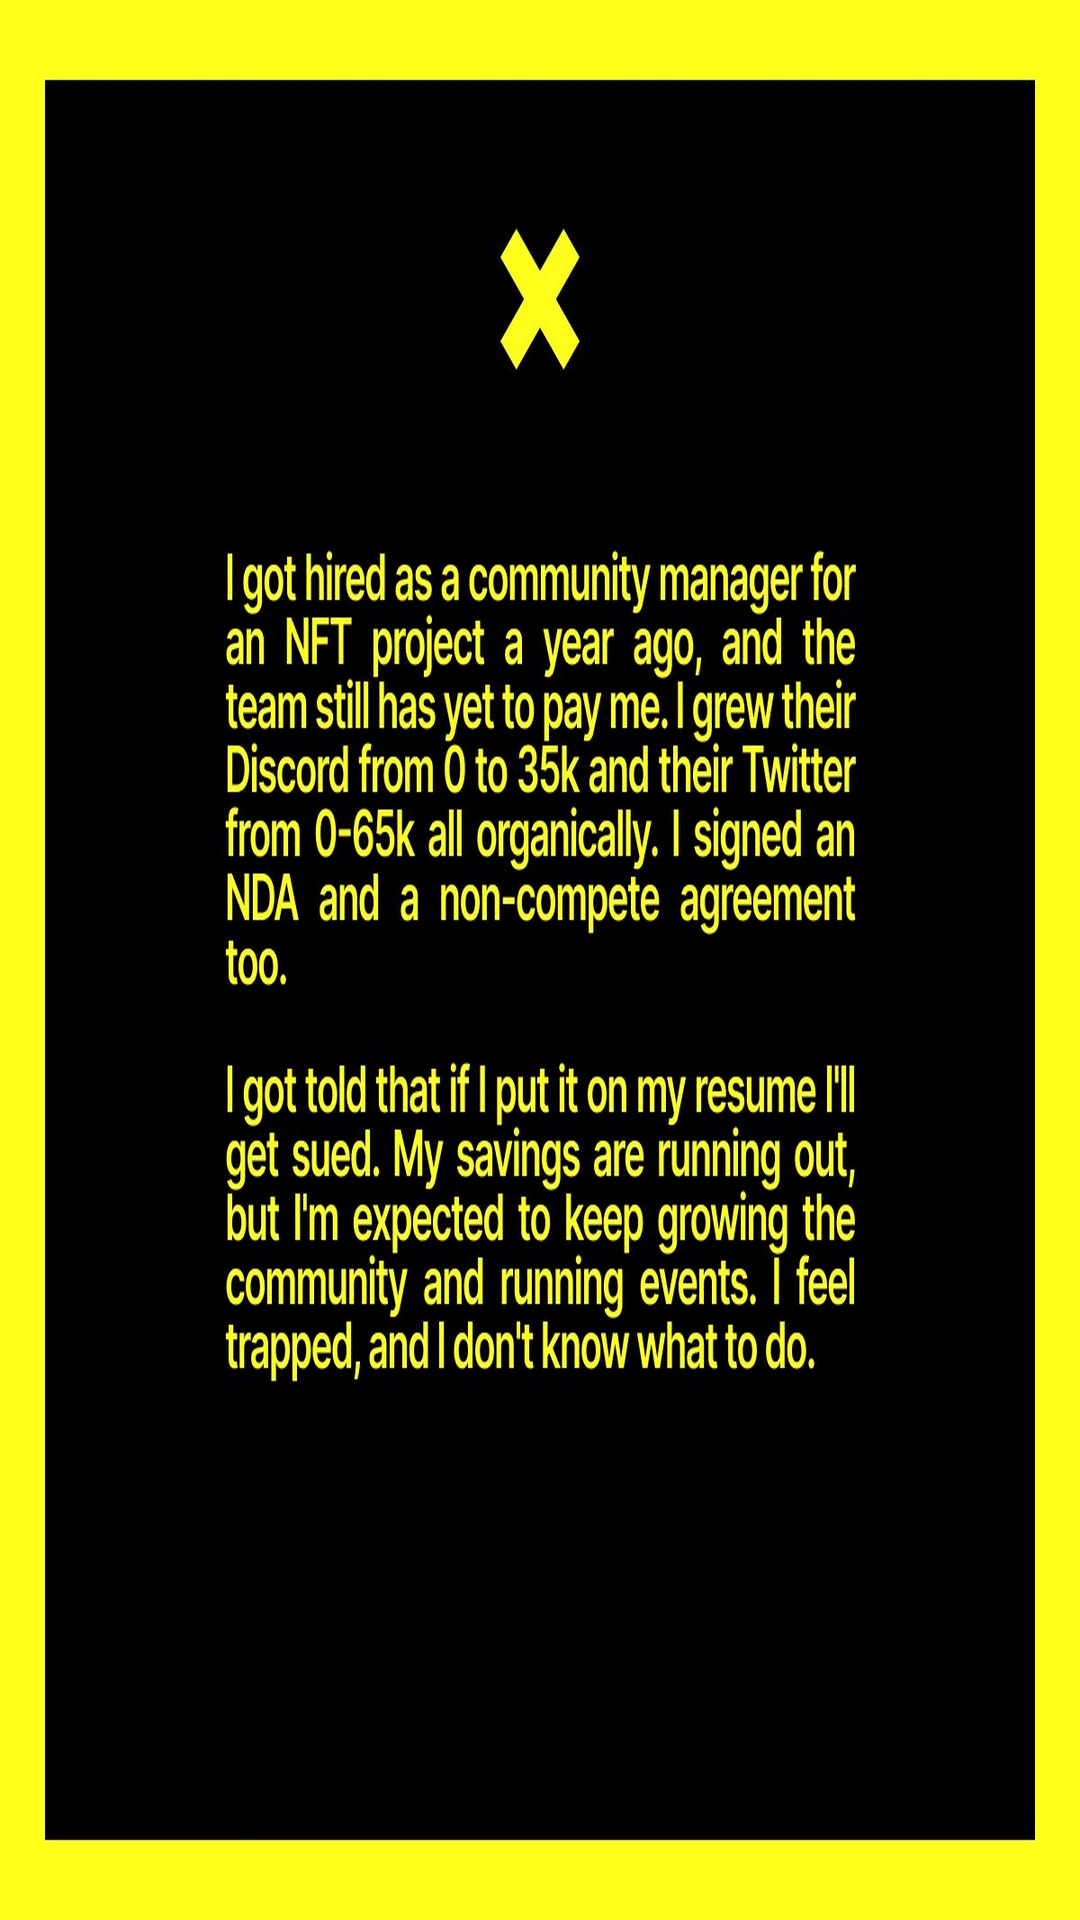 I got hired as a community manager for
an NFT project a year ago, and the
team still has yet to pay me. I grew their
Discord from 0 to 35k and their Twitter
from 0-65k all organically. I signed an
NDA and a non-compete agreement
too.
I got told that if I put it on my resume I'll
get sued. My savings are running out,
but I'm expected to keep growing the
community and running events. I feel
trapped, and I don't know what to do.